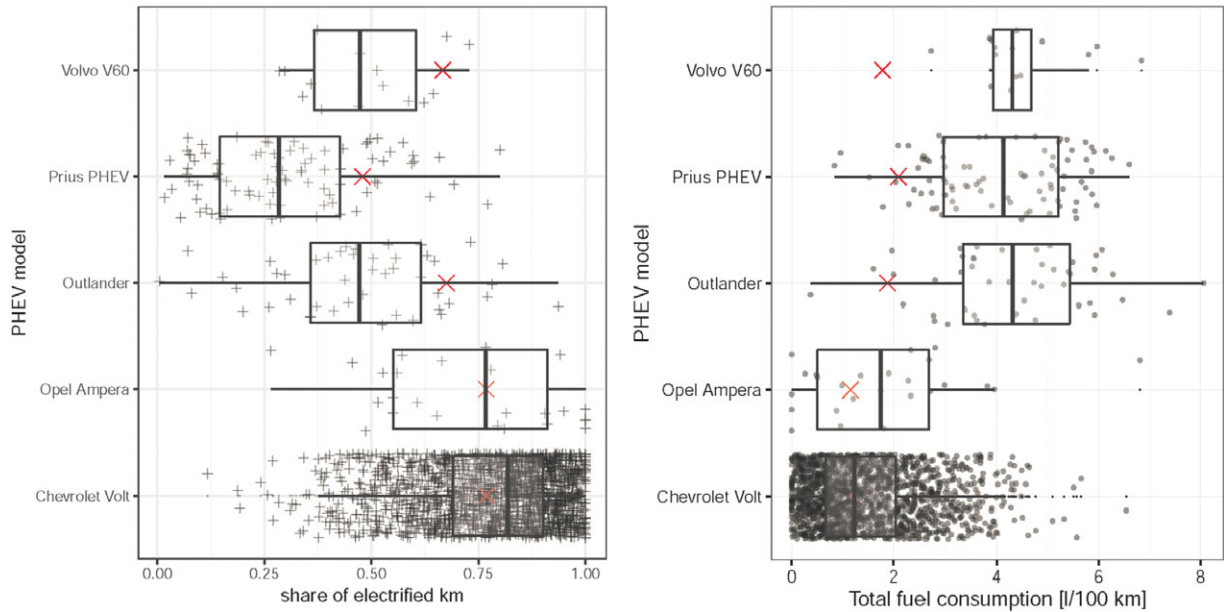 PHEV model
Volvo V60
Prius PHEV
Outlander
Opel Ampera
Chevrolet Volt
0.00 0.25 0.50 0.75 1.00
share of electrified km
PHEV model
Volvo V60
Prius PHEV
Outlander
Opel Ampera
Chevrolet Volt
0 2 4 6 8
Total fuel consumption [l/100 km]